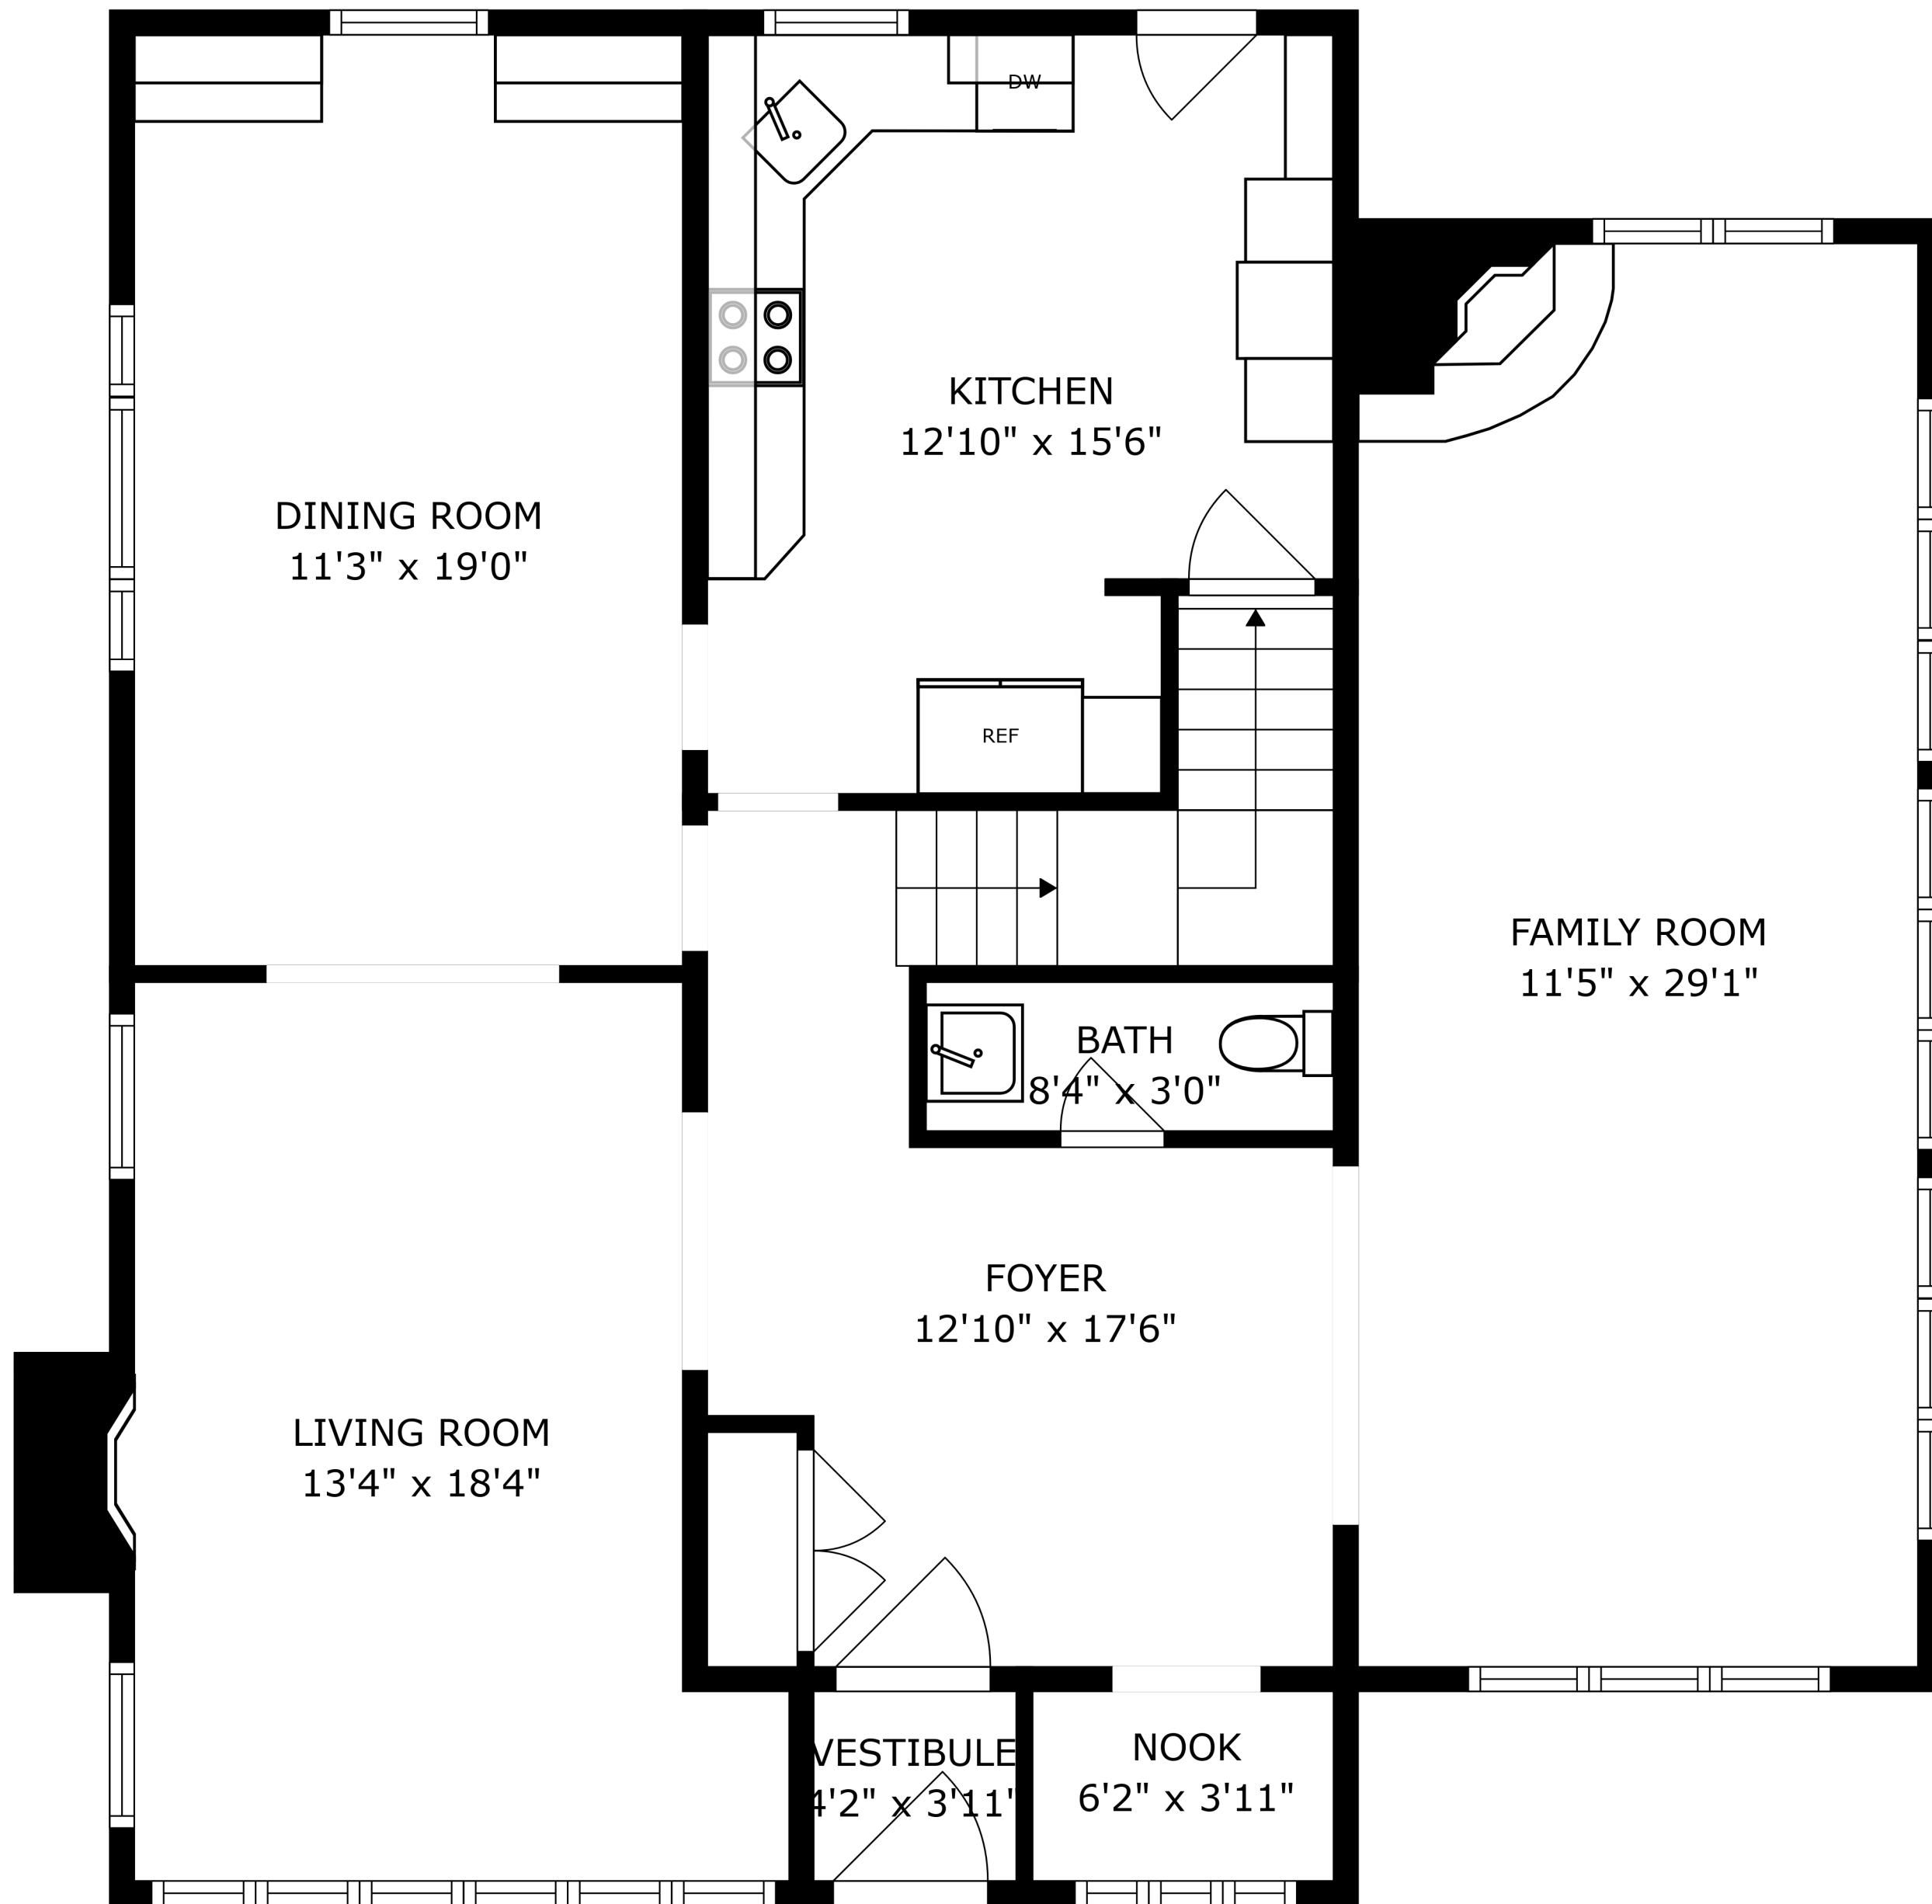 DW
KITCHEN
12'10" x 15'6"
DINING ROOM
11'3" x 19'0"
REF
FAMILY ROOM
11'5" x 29'1"
BATH
8'4" x 3'0"
FOYER
12'10" x 17'6"
LIVING ROOM
13'4" x 18'4"
VESTIBULE
4'2" x 3'11"
NOOK
6'2" x 3'11"